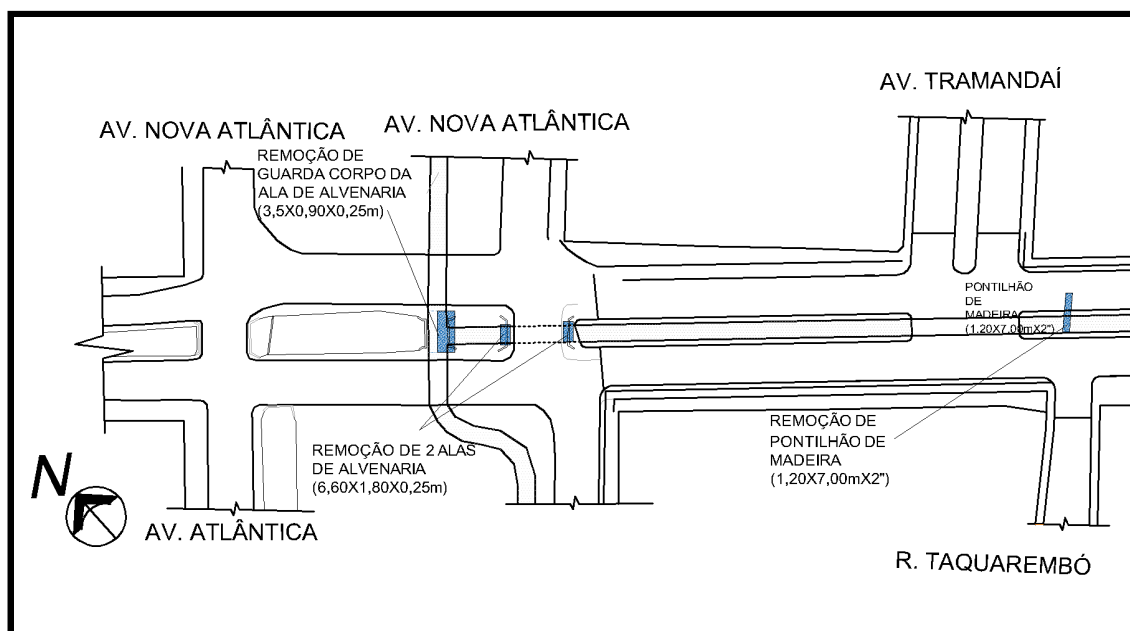 AV. TRAMANDAÍ
AV. NOVA ATLÂNTICA
AV. NOVA ATLÂNTICA
REMOÇÃO DE
GUARDA CORPO DA
ALA DE ALVENARIA
(3,5X0,90X0,25m)
PONTILHÃO
DE
MADEIRA
(1,20X7,00mX2")
REMOÇÃO DE 2 ALAS
DE ALVENARIA
(6,60X1,80X0,25m)
REMOÇÃO DE
PONTILHÃO DE
MADEIRA
(1,20X7,00mX2")
N
AV. ATLÂNTICA
R. TAQUAREMBÓ